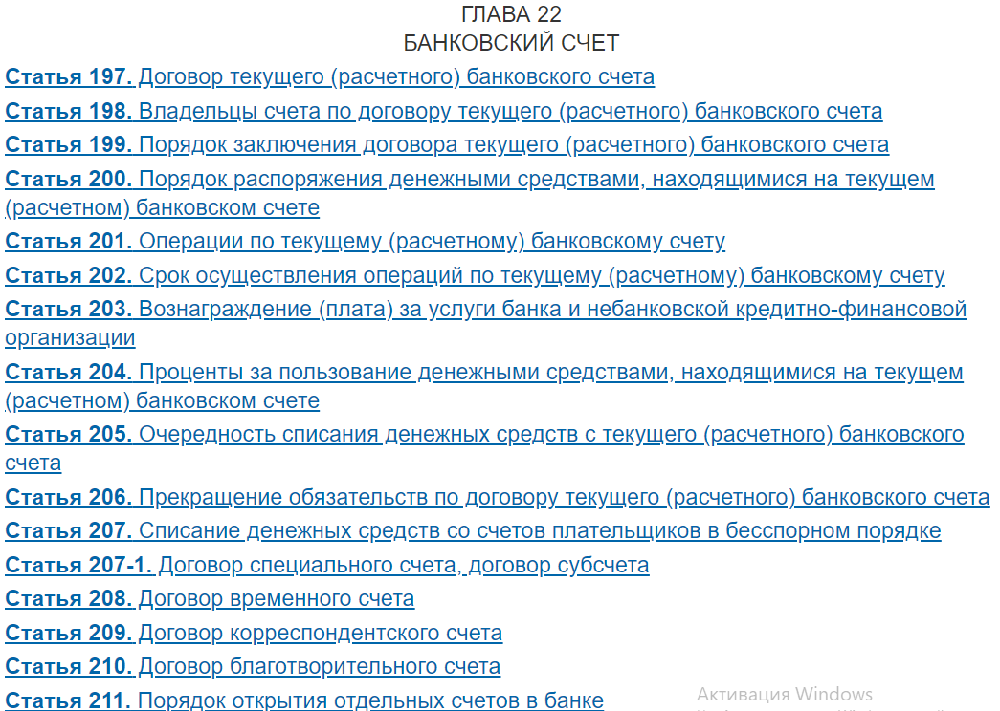 ГЛАВА 22
БАНКОВСКИЙ СЧЕТ
Статья 197. Договор текущего (расчетного) банковского счета
Статья 198. Владельцы счета по договору текущего (расчетного) банковского счета
Статья 199. Порядок заключения договора текущего (расчетного) банковского счета
Статья 200. Порядок распоряжения денежными средствами, находящимися на текущем
(расчетном) банковском счете
Статья 201. Операции по текущему (расчетному) банковскому счету
Статья 202. Срок осуществления операций по текущему (расчетному) банковскому счету
Статья 203. Вознаграждение (плата) за услуги банка и небанковской кредитно-финансовой
организации
Статья 204. Проценты за пользование денежными средствами, находящимися на текущем
(расчетном) банковском счете
Статья 205. Очередность списания денежных средств с текущего (расчетного) банковского
счета
Статья 206. Прекращение обязательств по договору текущего (расчетного) банковского счета
Статья 207. Списание денежных средств со счетов плательщиков в бесспорном порядке
Статья 207-1. Договор специального счета, договор субсчета
Статья 208. Договор временного счета
Статья 209. Договор корреспондентского счета
Статья 210. Договор благотворительного счета
Статья 211. Порядок открытия отдельных счетов в банке
Активация Windows